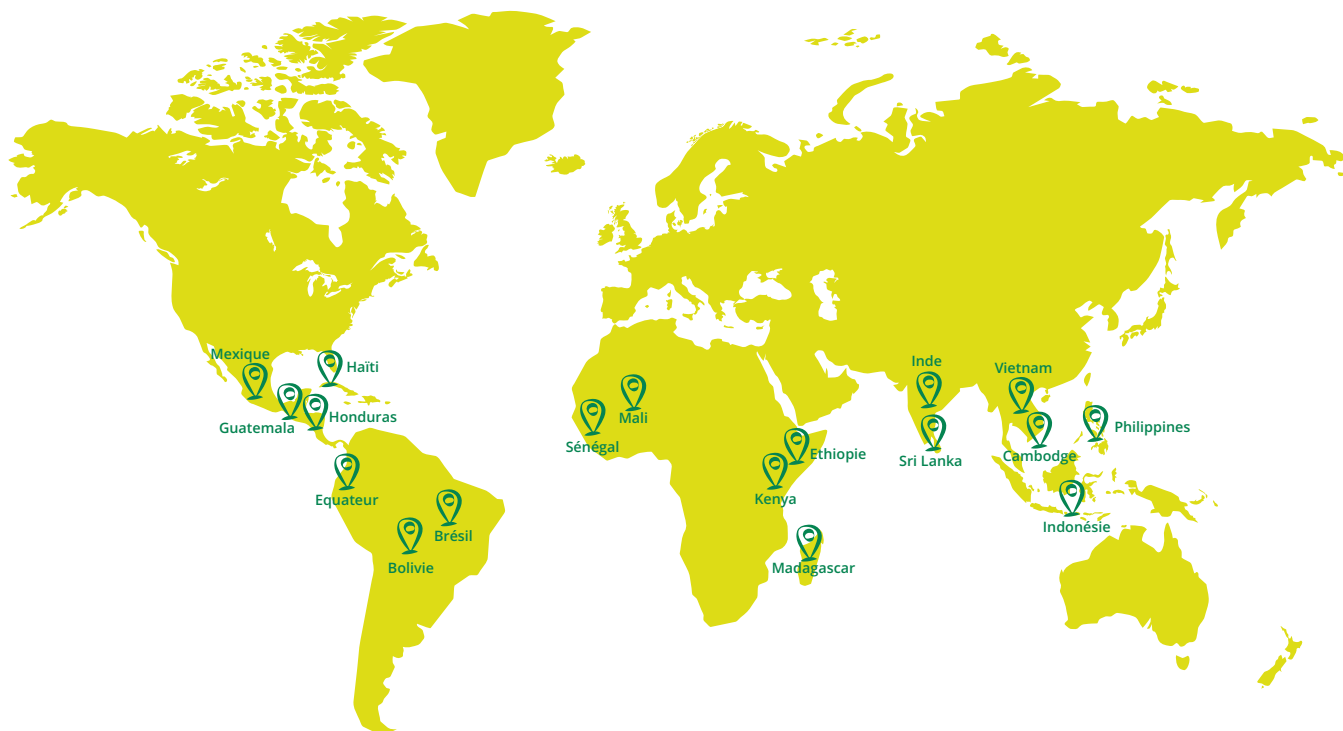 Mexique
Haïti
Guatemala
Honduras
Equateur
Brésil
Bolivie
Mali
Sénégal
Ethiopie
Kenya
Madagascar
Inde
Sri Lanka
Vietnam
Cambodge
Philippines
Indonésie